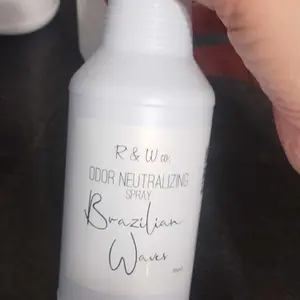 R & W co.
ODOR NEUTRALIZING
SPRAY
Brazilian
Waves